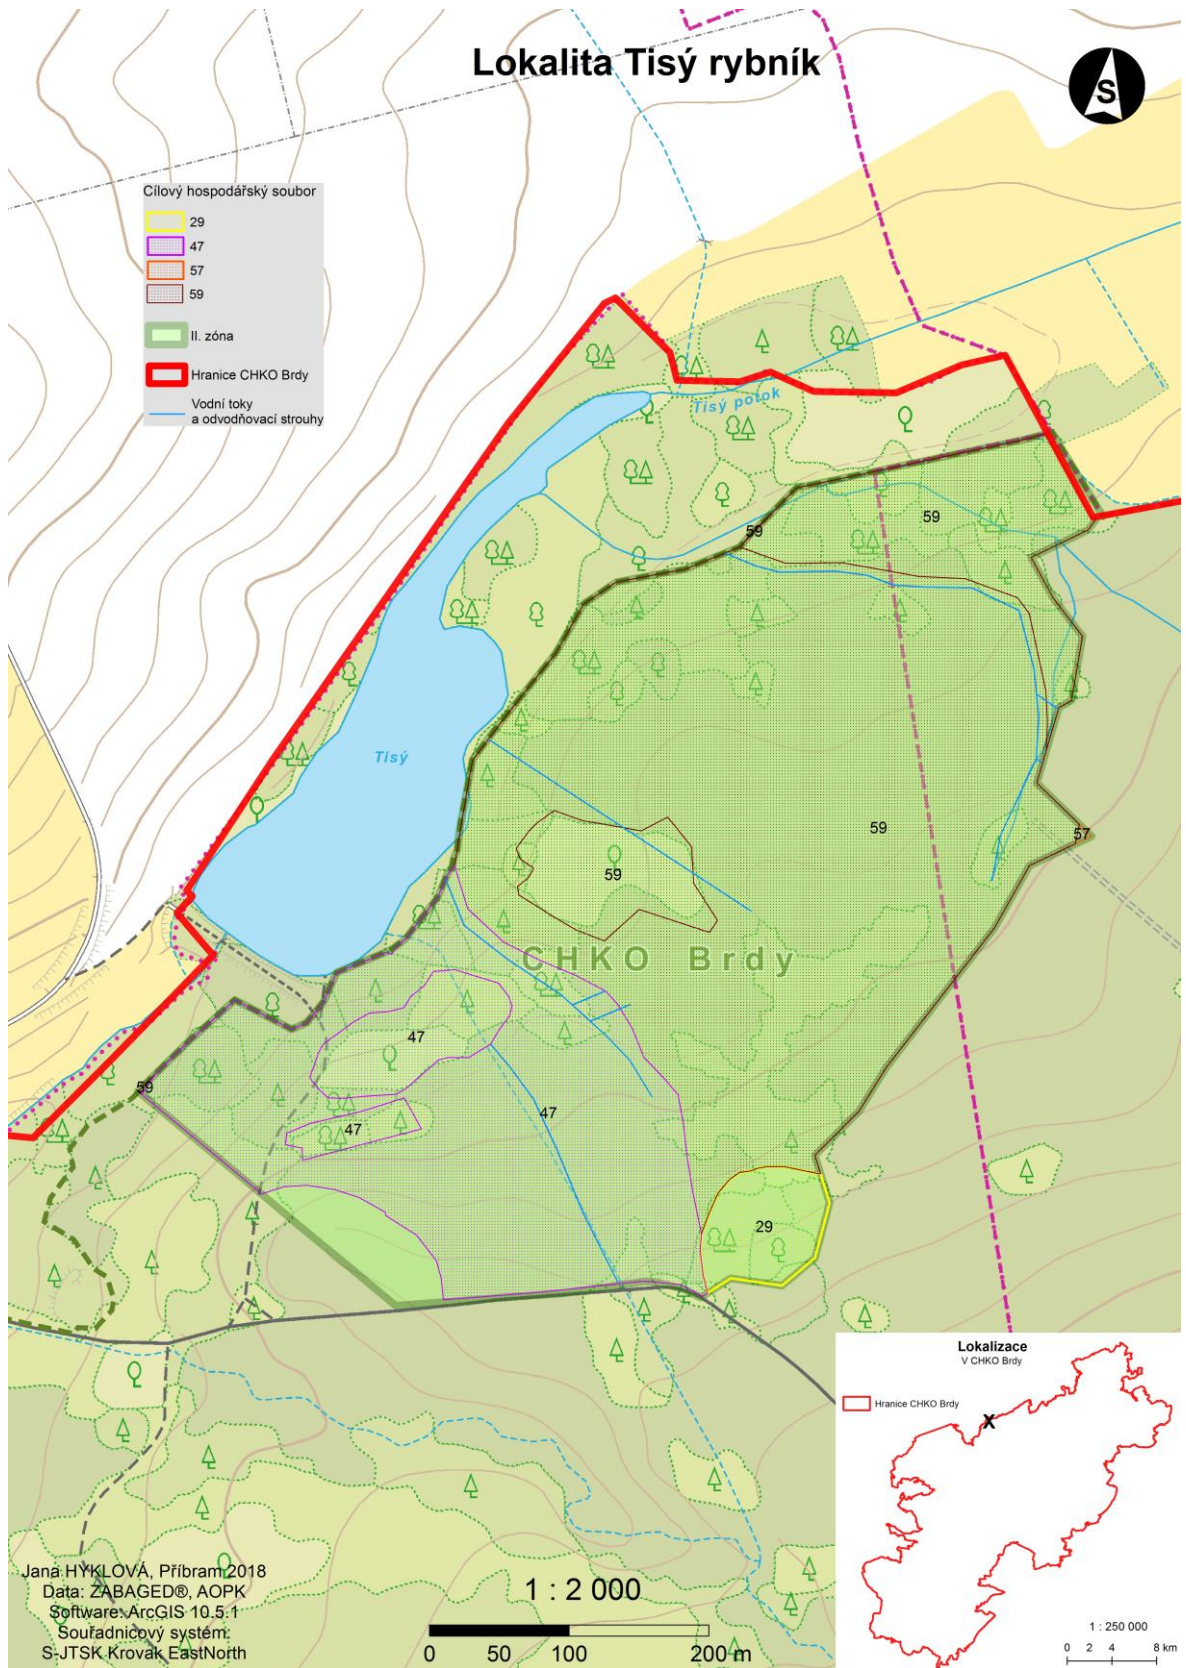 Lokalita Tisý rybník
S
Cílový hospodářský soubor
29
47
57
59
II. zóna
Hranice CHKO Brdy
Vodní toky
a odvodňovací strouhy
Tisý potok
59
59
Tisý
59
57
59
CHKO Brdy
47
59
47
47
29
Lokalizace
V CHKO Brdy
Hranice CHKO Brdy
X
1 : 250 000
0 2 4 8 km
Jana HYKLOVÁ, Příbram 2018
Data: ZABAGED®, AOPK
Software: ArcGIS 10.5.1
Souřadnicový systém:
S-JTSK Krovak EastNorth
1 : 2 000
0 50 100 200 m